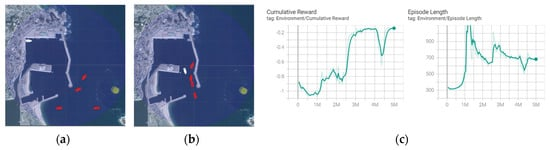 Cumulative Reward
tag: Environment/Cumulative Reward
-0.2
-0.4
-0.6
-0.8
-1
0 1M 2M 3M 4M 5M
Episode Length
tag: Environment/Episode Length
900
700
500
300
0 1M 2M 3M 4M 5M
(a) (b) (c)